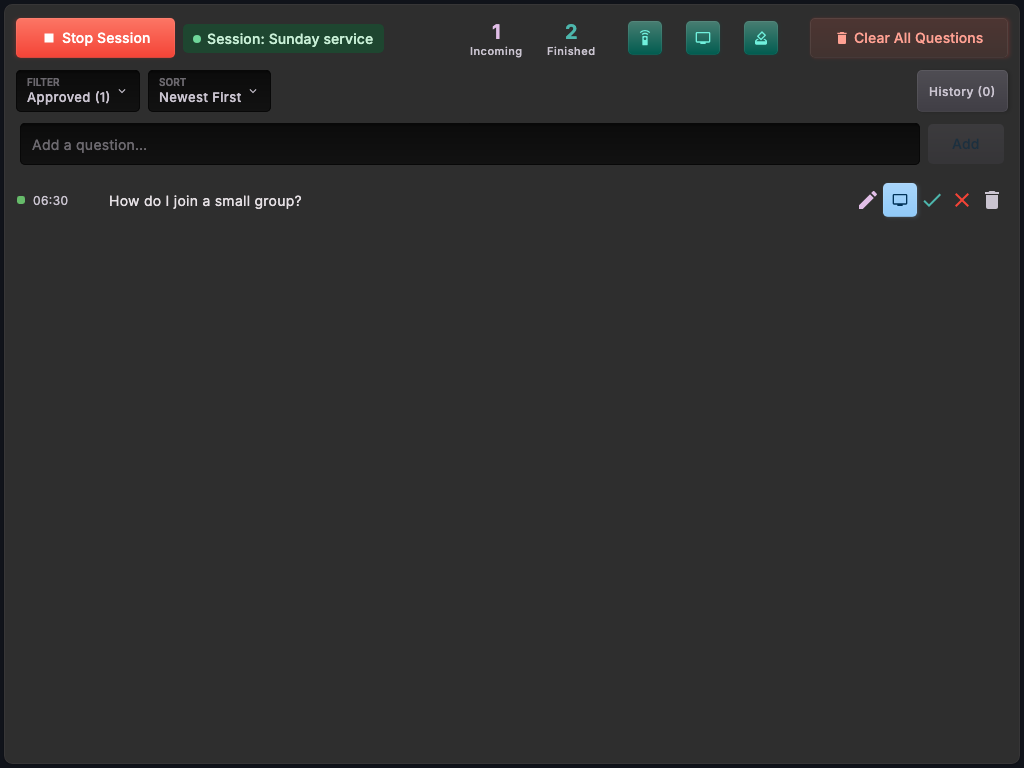 Stop Session
Session: Sunday service
1
Incoming
2
Finished
Clear All Questions
FILTER
Approved (1)
SORT
Newest First
History (0)
Add a question...
Add
06:30
How do I join a small group?